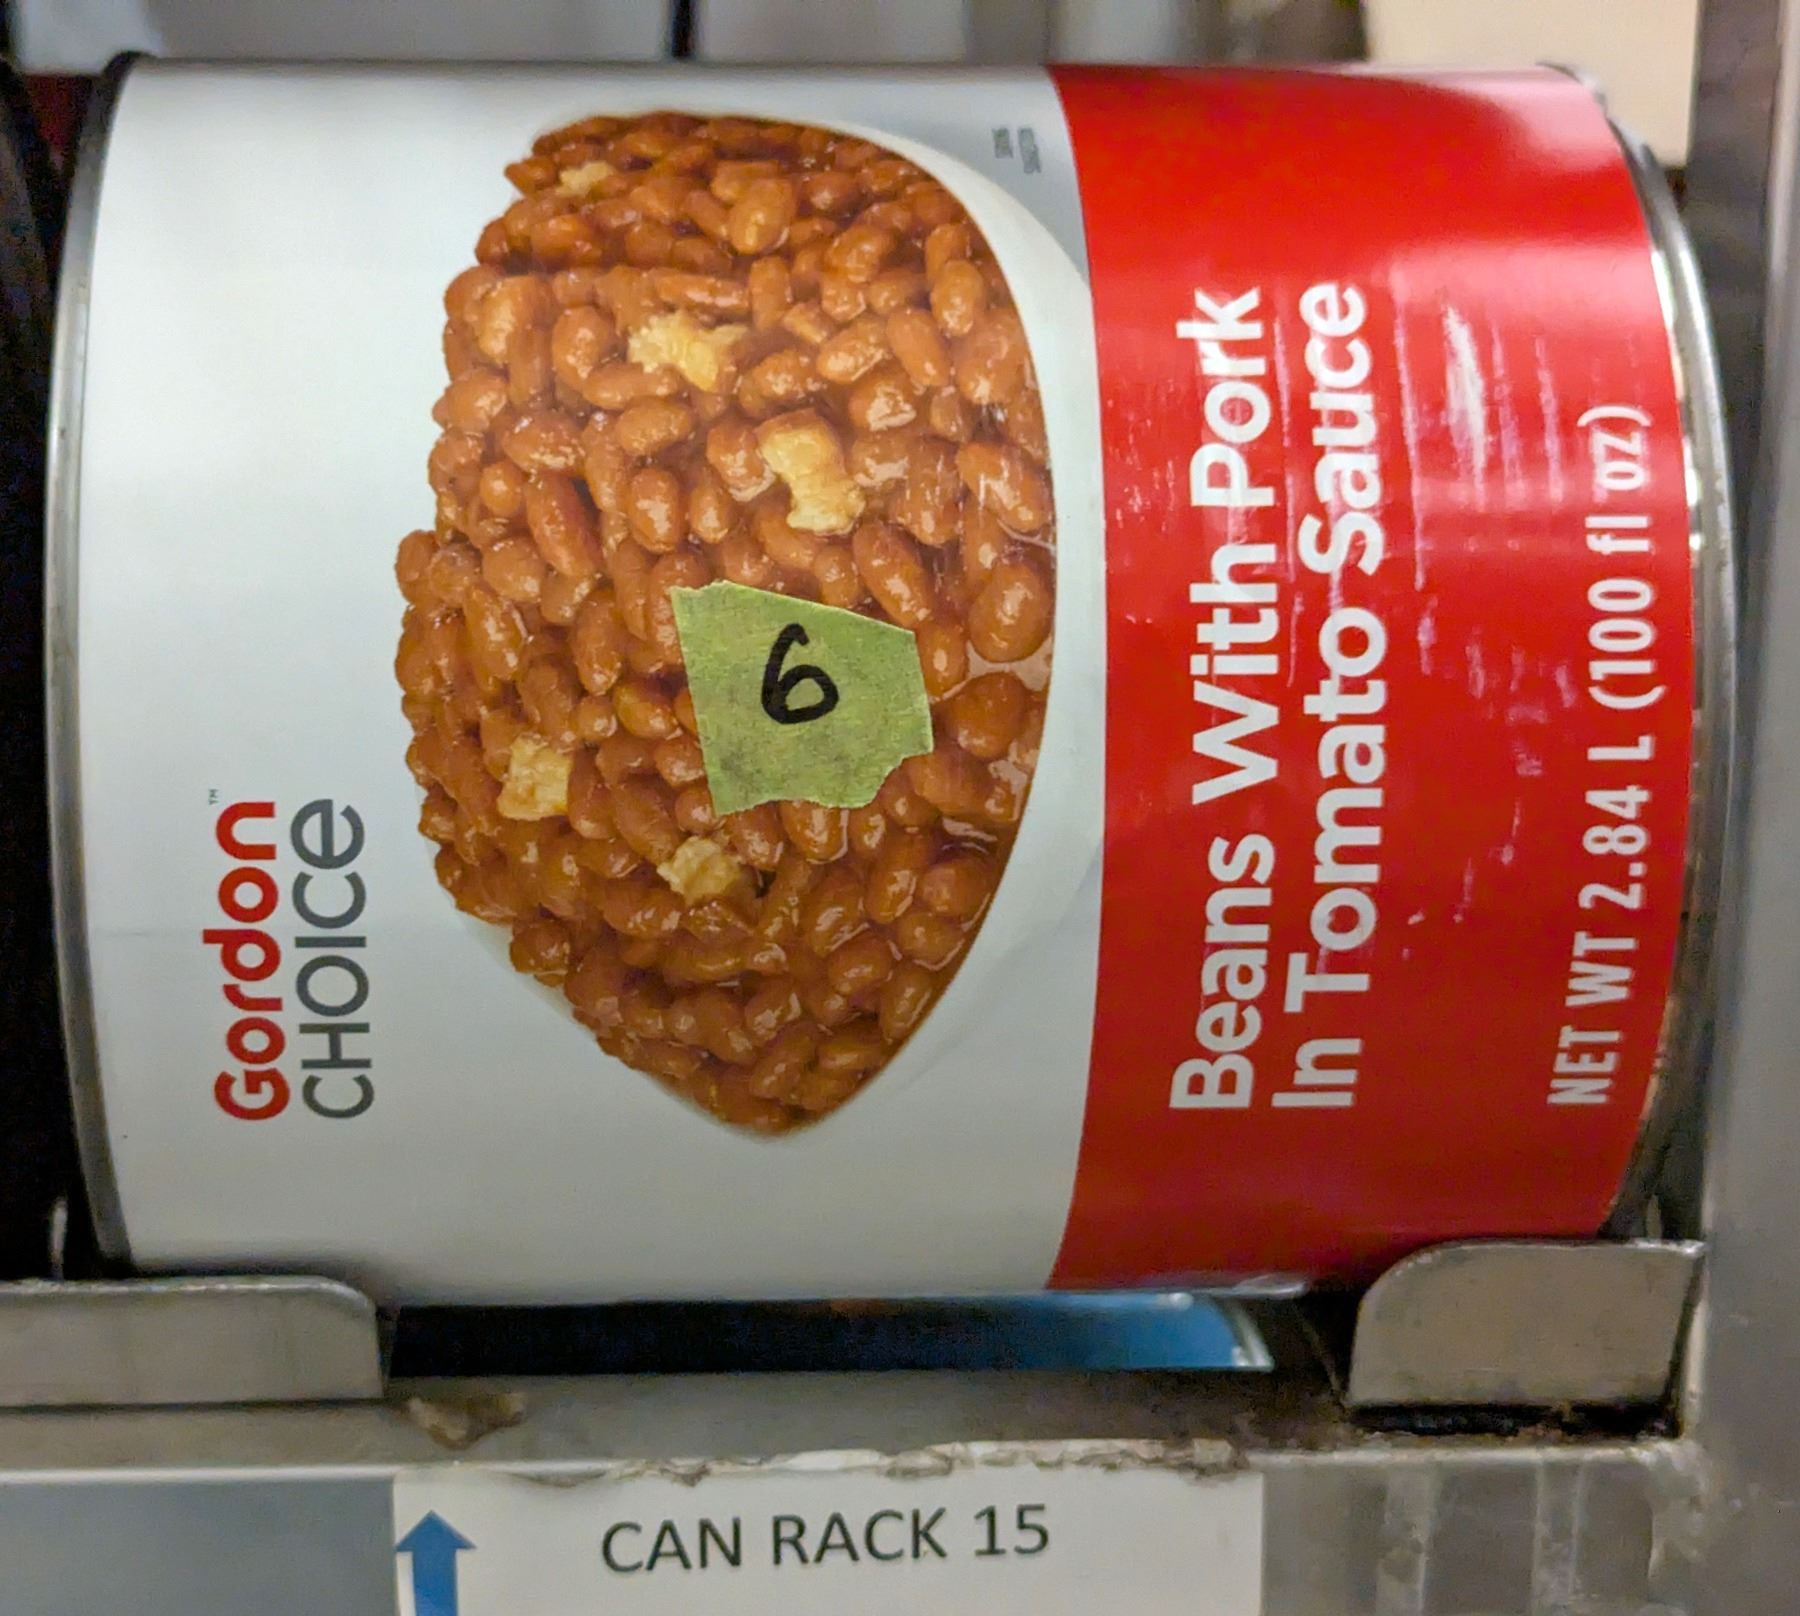 Gordon™
CHOICE
6
Beans With Pork
In Tomato Sauce
NET WT 2.84 L (100 fl oz)
CAN RACK 15